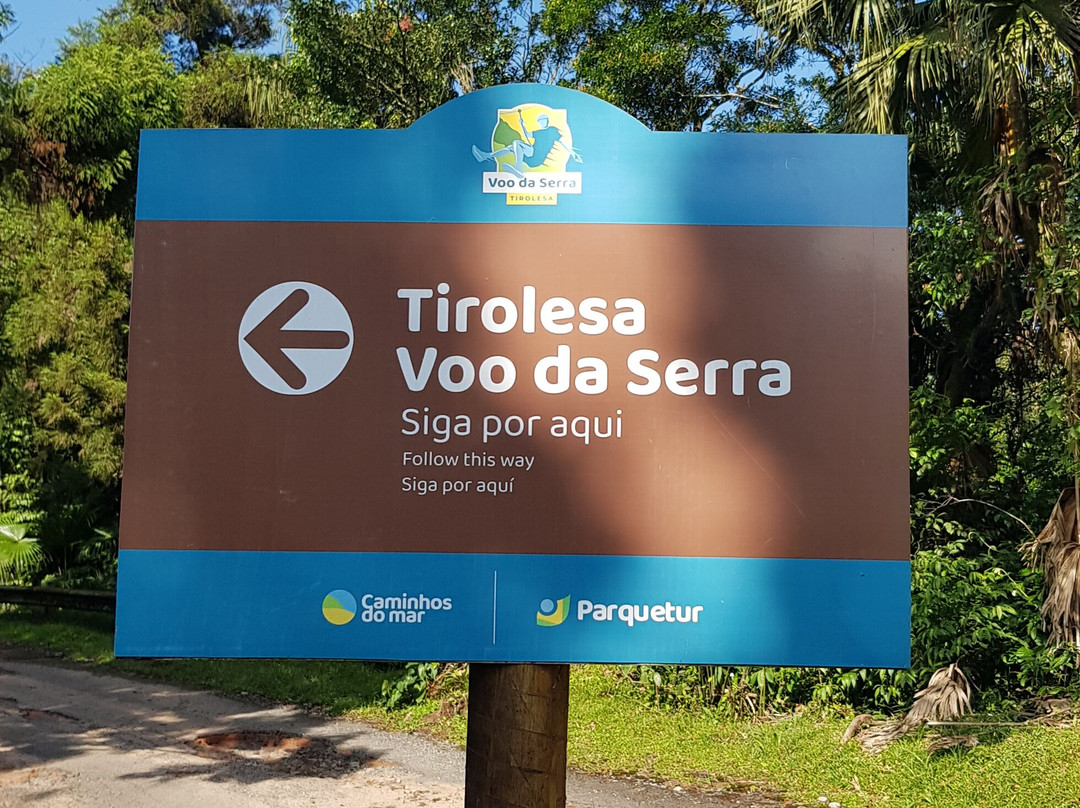 Voo da Serra
TIROLESA
Tirolesa
Voo da Serra
Siga por aqui
Follow this way
Siga por aquí
Caminhos
do mar
Parquetur